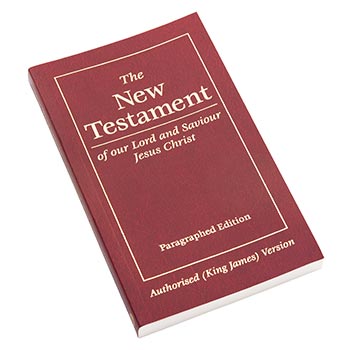 The
New
Testament
of our Lord and Saviour
Jesus Christ
Paragraphed Edition
Authorised (King James) Version